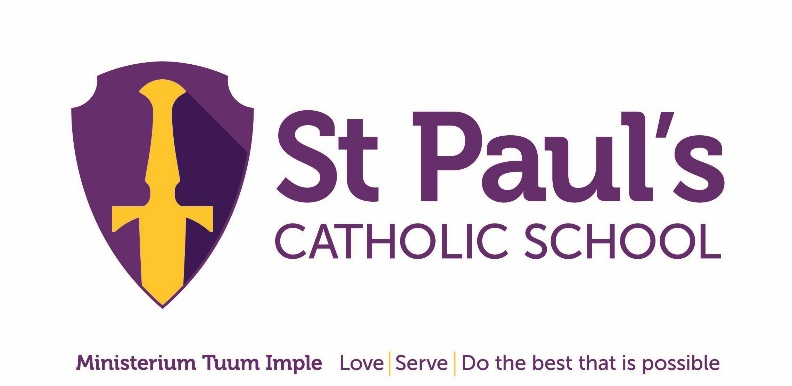 St Paul's
CATHOLIC SCHOOL
Ministerium Tuum Imple Love | Serve | Do the best that is possible